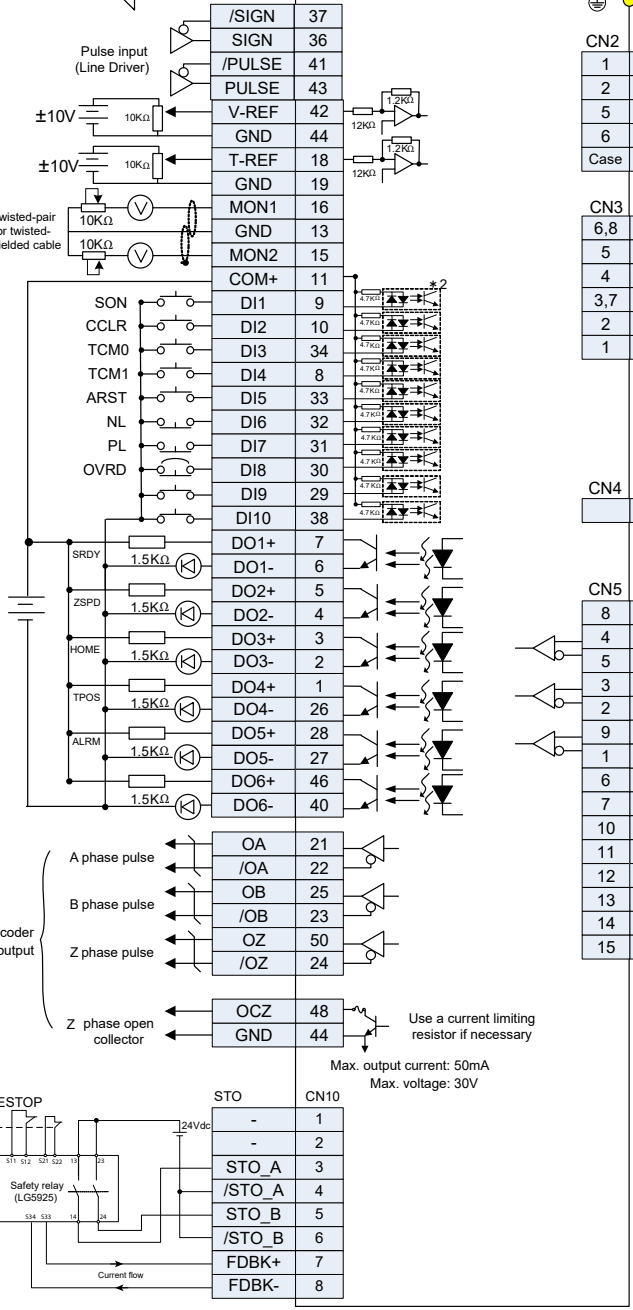 /SIGN 37
SIGN 36
/PULSE 41
PULSE 43
V-REF 42
GND 44
T-REF 18
GND 19
MON1 16
GND 13
MON2 15
COM+ 11
DI1 9
DI2 10
DI3 34
DI4 8
DI5 33
DI6 32
DI7 31
DI8 30
DI9 29
DI10 38
DO1+ 7
DO1- 6
DO2+ 5
DO2- 4
DO3+ 3
DO3- 2
DO4+ 1
DO4- 26
DO5+ 28
DO5- 27
DO6+ 46
DO6- 40
Pulse input
(Line Driver)
±10V
10KΩ
±10V
10KΩ
1.2KΩ
12KΩ
1.2KΩ
12KΩ
wisted-pair
or twisted-
ielded cable
10KΩ
V
10KΩ
V
SON
CCLR
TCM0
TCM1
ARST
NL
PL
OVRD
*2
4.7KΩ
4.7KΩ
4.7KΩ
4.7KΩ
4.7KΩ
4.7KΩ
4.7KΩ
4.7KΩ
4.7KΩ
4.7KΩ
SRDY
1.5KΩ
ZSPD
1.5KΩ
HOME
1.5KΩ
TPOS
1.5KΩ
ALRM
1.5KΩ
1.5KΩ
OA 21
/OA 22
OB 25
/OB 23
OZ 50
/OZ 24
A phase pulse
B phase pulse
Z phase pulse
coder
output
OCZ 48
GND 44
Z phase open
collector
Use a current limiting
resistor if necessary
Max. output current: 50mA
Max. voltage: 30V
STO CN10
- 1
- 2
STO_A 3
/STO_A 4
STO_B 5
/STO_B 6
FDBK+ 7
FDBK- 8
ESTOP
24Vdc
S11 S12 S21 S22 13 23
Safety relay
(LG5925)
S34 S33 14 24
Current flow
CN2
1
2
5
6
Case
CN3
6,8
5
4
3,7
2
1
CN4
CN5
8
4
5
3
2
9
1
6
7
10
11
12
13
14
15